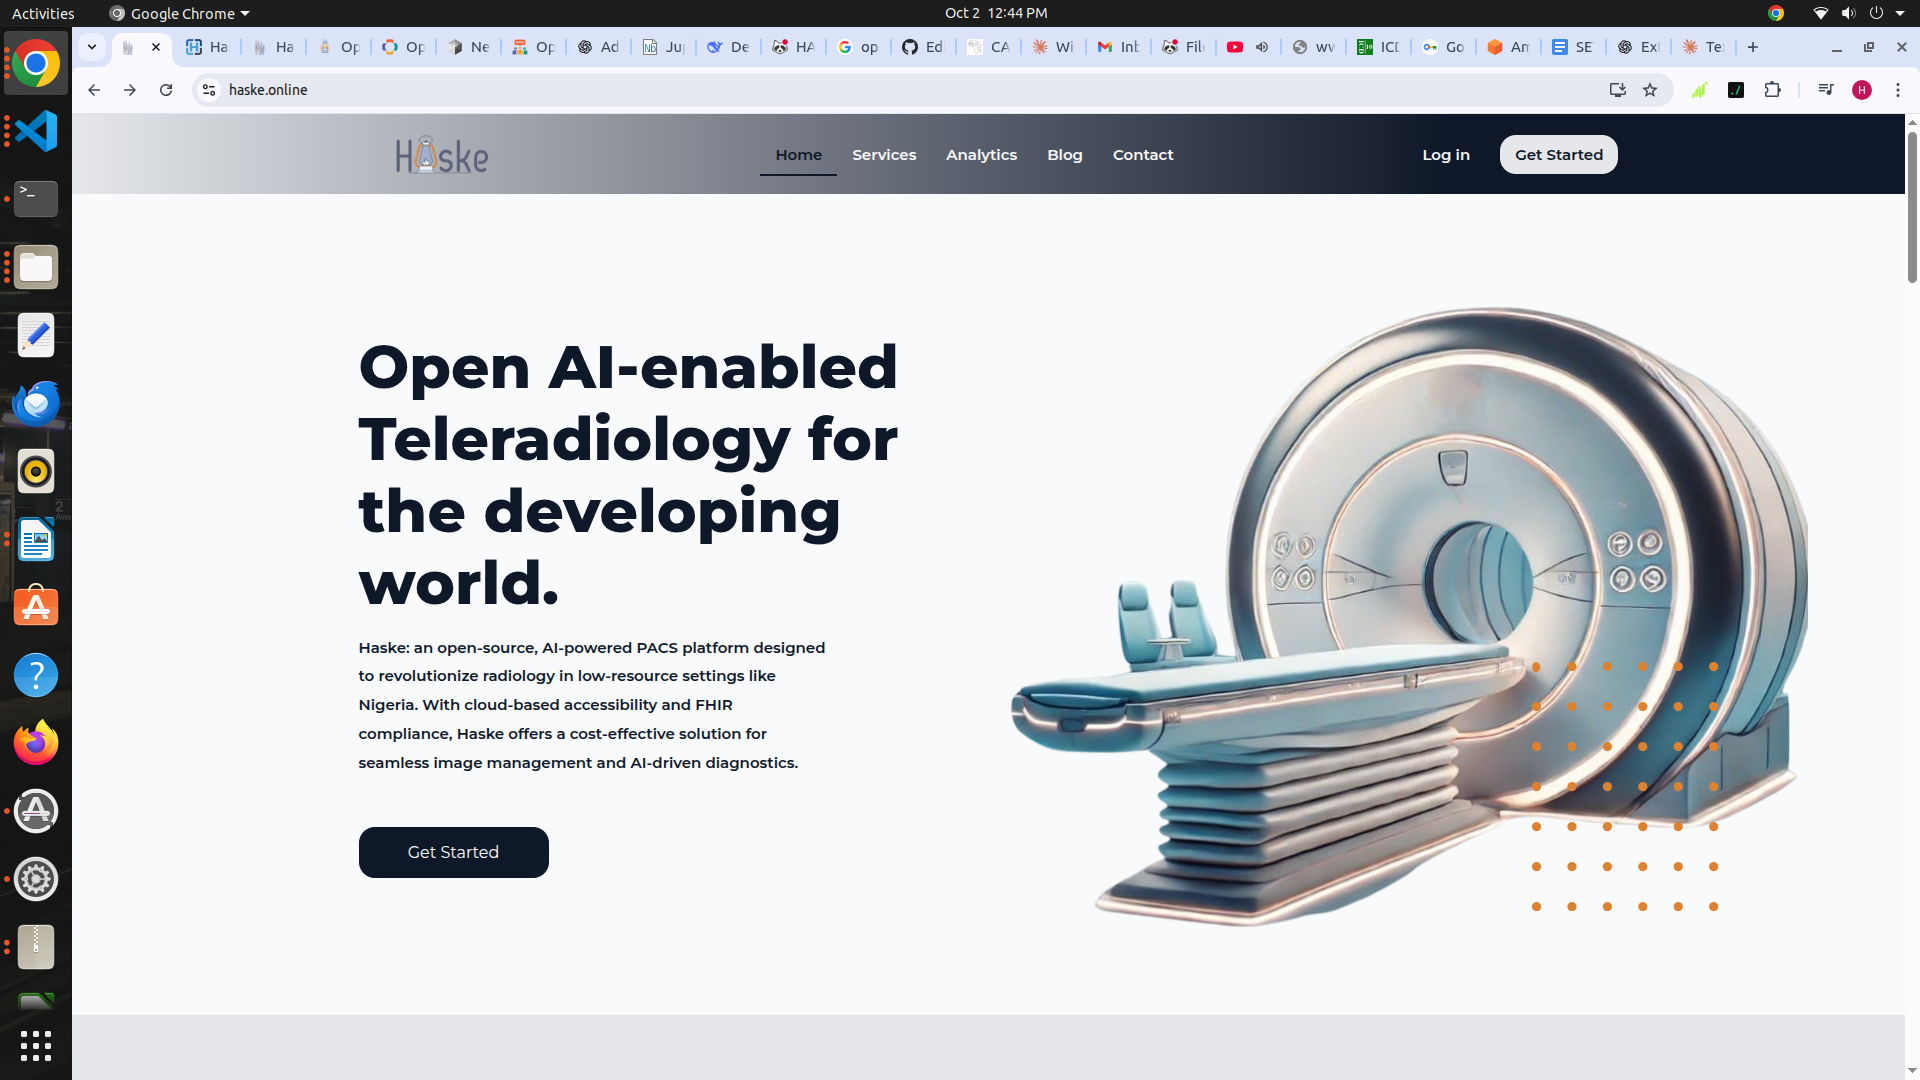 Activities
Google Chrome
Oct 2 12:44 PM
Ha
Ha
Op
Op
Ne
Op
Ad
Ju
De
HA
op
Ed
CA
Wi
Inb
File
wv
ICD
Go
An
SE
Ex
Te
haske.online
H
Haske
Home
Services
Analytics
Blog
Contact
Log in
Get Started
Open AI-enabled
Teleradiology for
the developing
world.
Haske: an open-source, AI-powered PACS platform designed
to revolutionize radiology in low-resource settings like
Nigeria. With cloud-based accessibility and FHIR
compliance, Haske offers a cost-effective solution for
seamless image management and AI-driven diagnostics.
Get Started